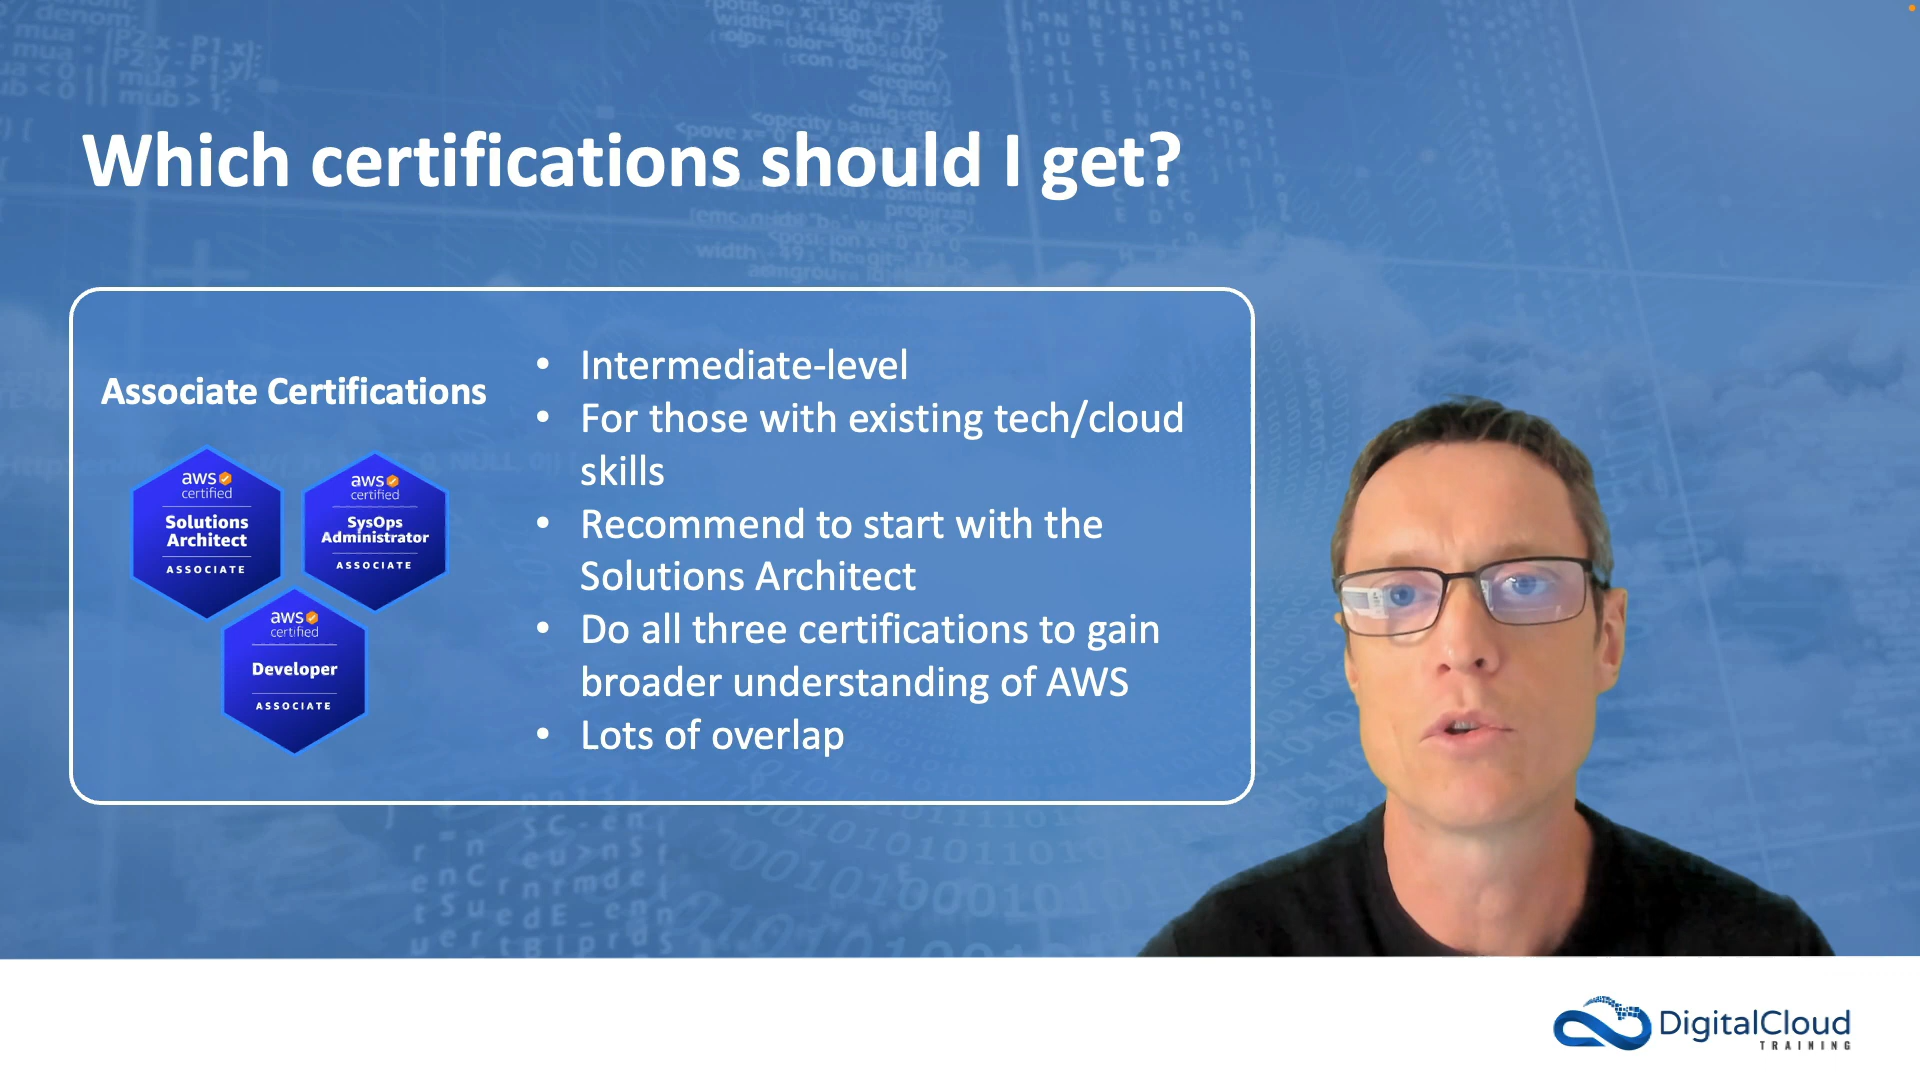 Which certifications should I get?
Associate Certifications
aws
certified
Solutions
Architect
ASSOCIATE
aws
certified
SysOps
Administrator
ASSOCIATE
aws
certified
Developer
ASSOCIATE
• Intermediate-level
• For those with existing tech/cloud
skills
• Recommend to start with the
Solutions Architect
• Do all three certifications to gain
broader understanding of AWS
• Lots of overlap
DigitalCloud
TRAINING